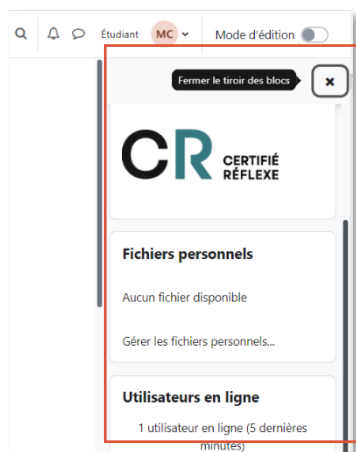 Étudiant MC Mode d'édition
Fermer le tiroir des blocs
CR CERTIFIÉ
RÉFLEXE
Fichiers personnels
Aucun fichier disponible
Gérer les fichiers personnels...
Utilisateurs en ligne
1 utilisateur en ligne (5 dernières
minutes)